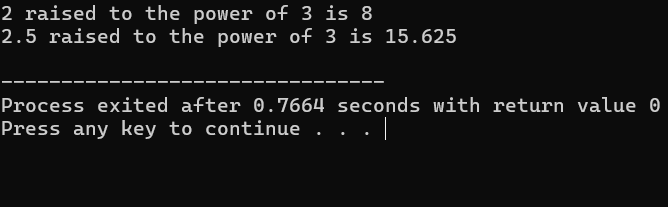 2 raised to the power of 3 is 8
2.5 raised to the power of 3 is 15.625
--------------------------------
Process exited after 0.7664 seconds with return value 0
Press any key to continue . . .